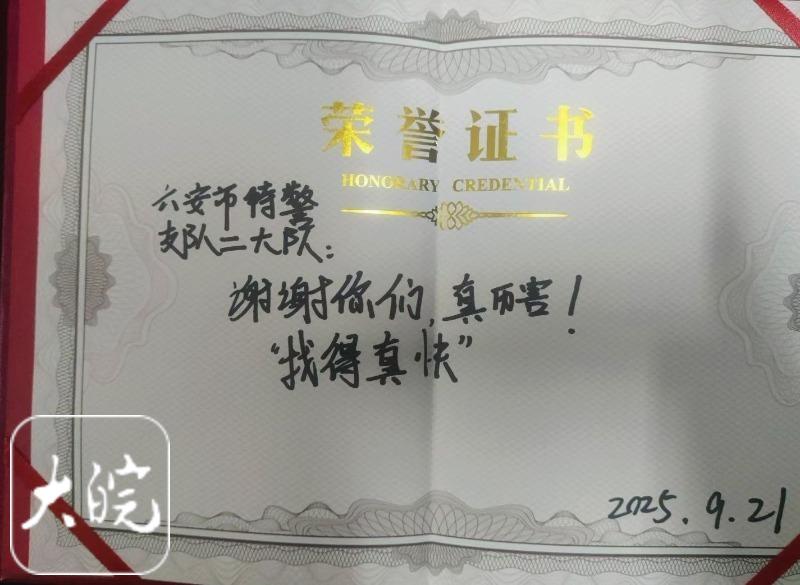 荣誉证书
HONORARY CREDENTIAL
六安市特警
支队二大队：
谢谢你们，真厉害！
“找得真快”
2025.9.21
大皖